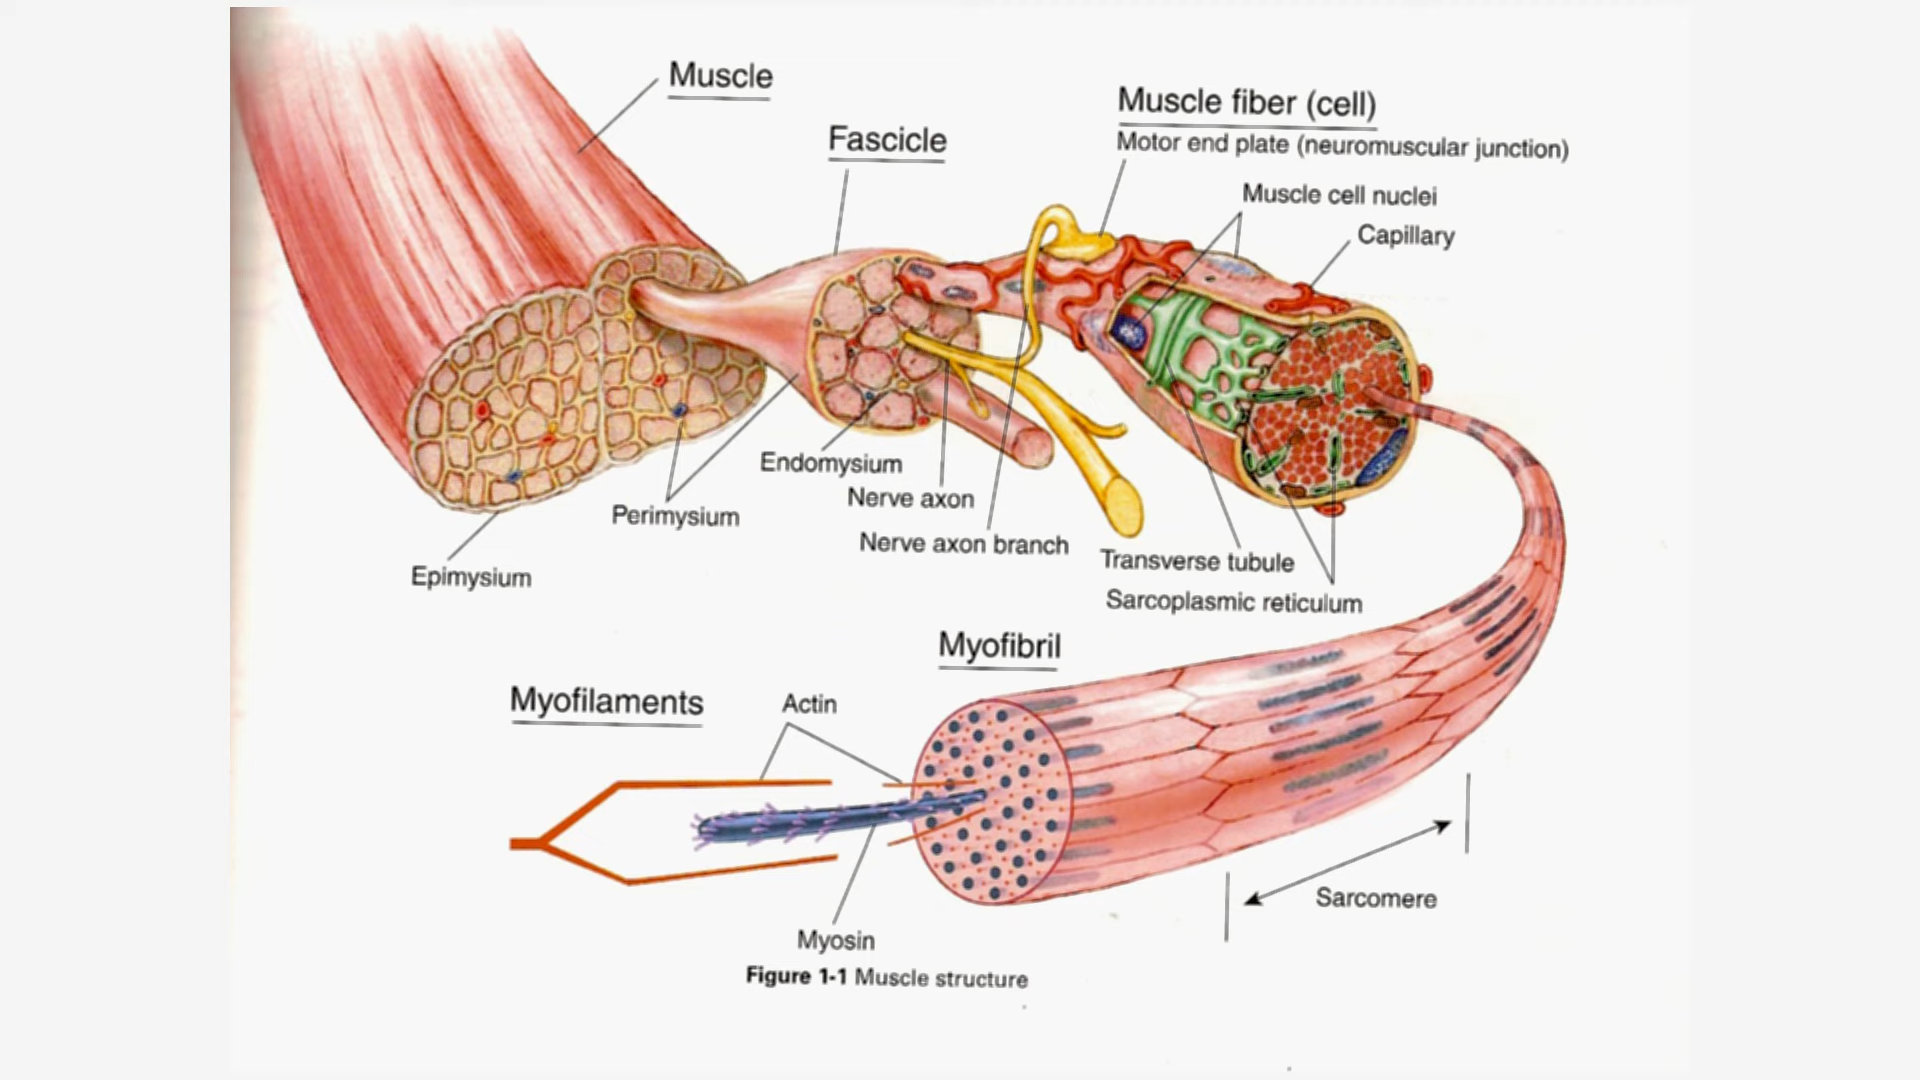 Muscle
Fascicle
Muscle fiber (cell)
Motor end plate (neuromuscular junction)
Muscle cell nuclei
Capillary
Endomysium
Nerve axon
Perimysium
Nerve axon branch
Epimysium
Transverse tubule
Sarcoplasmic reticulum
Myofibril
Myofilaments
Actin
Sarcomere
Myosin
Figure 1-1 Muscle structure